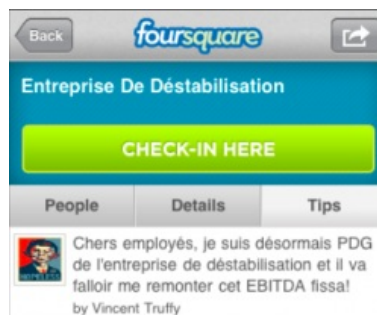 Back
foursquare
Entreprise De Déstabilisation
CHECK-IN HERE
People Details Tips
Chers employés, je suis désormais PDG
de l'entreprise de déstabilisation et il va
falloir me remonter cet EBITDA fissa!
by Vincent Truffy